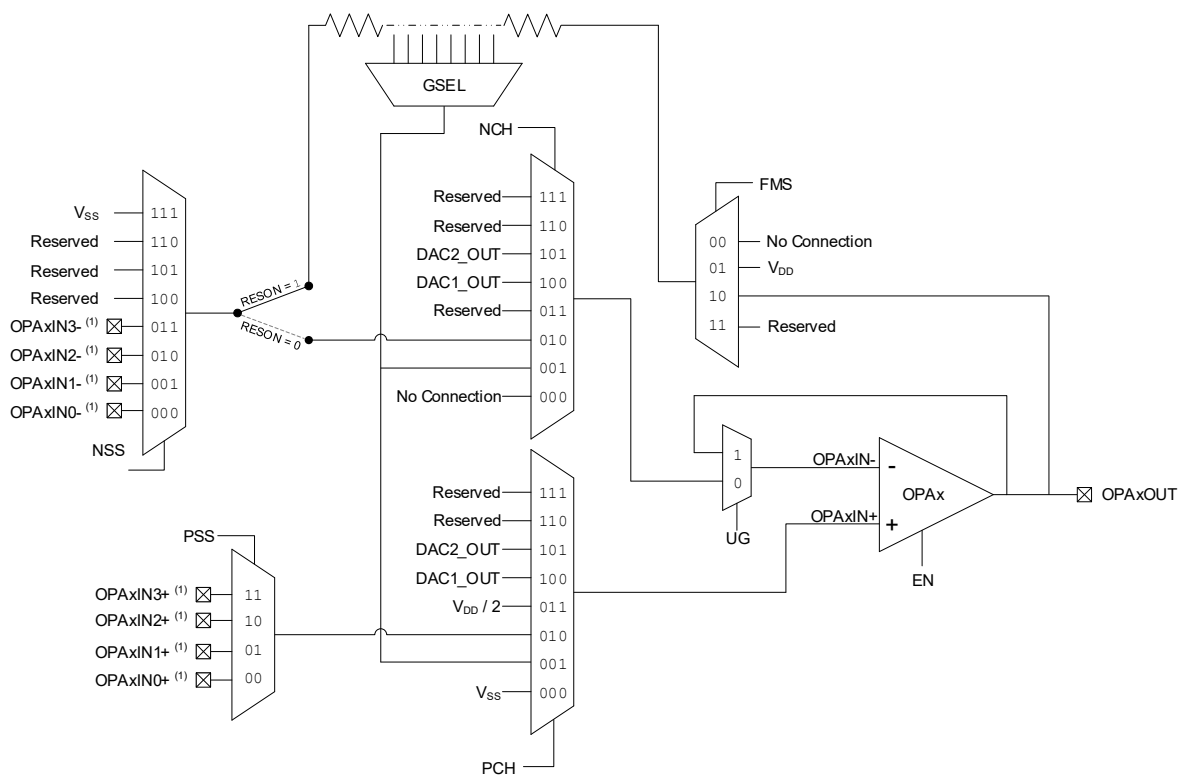 GSEL
NCH
FMS
Reserved 111
Reserved 110
DAC2_OUT 101
DAC1_OUT 100
Reserved 011
010
001
No Connection 000
00 No Connection
01 VDD
10
11 Reserved
VSS 111
Reserved 110
Reserved 101
Reserved 100
OPAxIN3- (1) 011
OPAxIN2- (1) 010
OPAxIN1- (1) 001
OPAxIN0- (1) 000
NSS
RESON = 1
RESON = 0
1
0
UG
OPAxIN-
OPAxIN+
-
+
OPAx
EN
OPAxOUT
Reserved 111
Reserved 110
DAC2_OUT 101
DAC1_OUT 100
VDD / 2 011
010
001
VSS 000
PCH
PSS
OPAxIN3+ (1) 11
OPAxIN2+ (1) 10
OPAxIN1+ (1) 01
OPAxIN0+ (1) 00